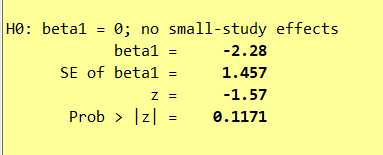 H0: beta1 = 0; no small-study effects
beta1 = -2.28
SE of beta1 = 1.457
z = -1.57
Prob > |z| = 0.1171